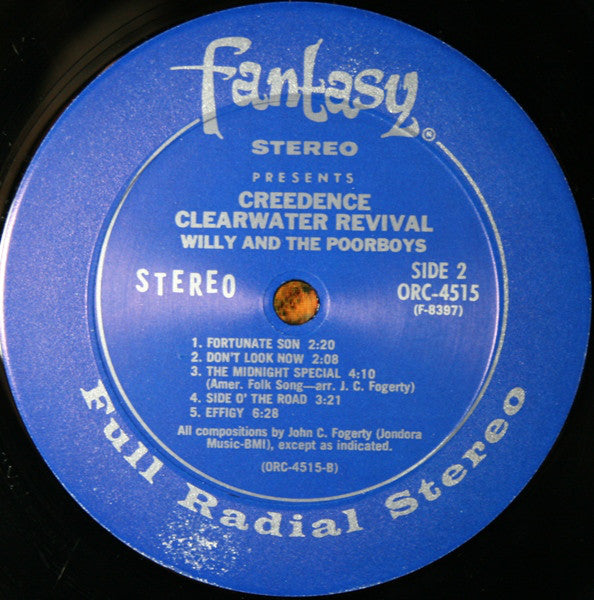 Fantasy®
STEREO
PRESENTS
CREEDENCE
CLEARWATER REVIVAL
WILLY AND THE POORBOYS
STEREO
SIDE 2
ORC-4515
(F-8397)
1. FORTUNATE SON 2:20
2. DON'T LOOK NOW 2:08
3. THE MIDNIGHT SPECIAL 4:10
(Amer. Folk Song—arr. J. C. Fogerty)
4. SIDE O' THE ROAD 3:21
5. EFFIGY 6:28
All compositions by John C. Fogerty (Jondora
Music-BMI), except as indicated.
(ORC-4515-B)
Full Radial Stereo